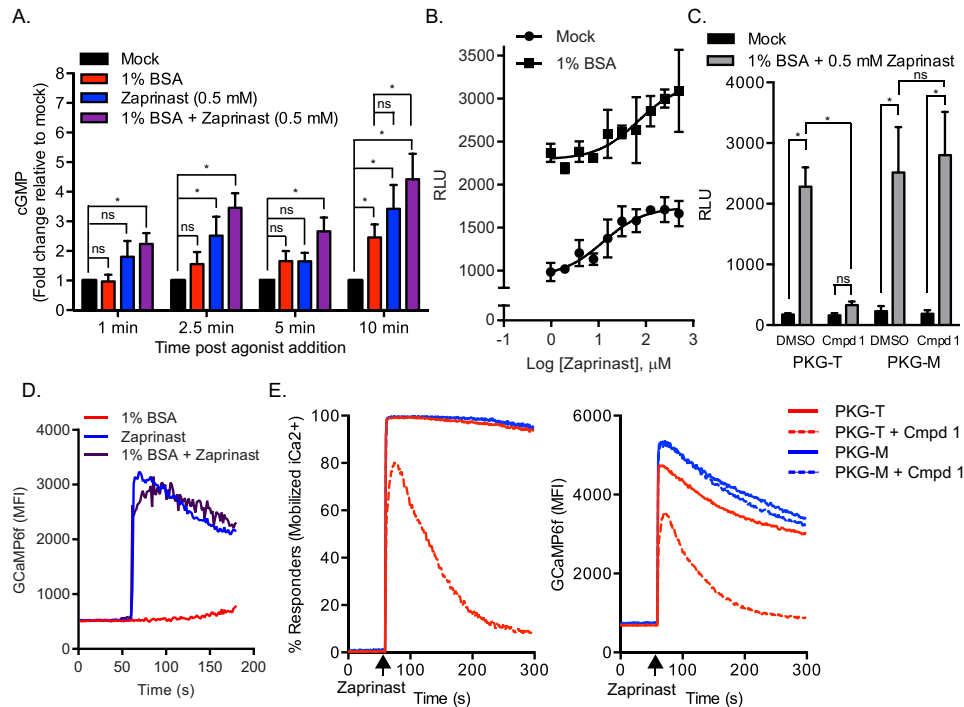 A.
Mock
1% BSA
Zaprinast (0.5 mM)
1% BSA + Zaprinast (0.5 mM)
cGMP
(Fold change relative to mock)
8
7
6
5
4
3
2
1
0
ns
ns
*
ns
*
*
ns
ns
*
*
*
*
ns
*
1 min
2.5 min
5 min
10 min
Time post agonist addition
B.
Mock
1% BSA
RLU
3500
3000
2500
2000
1500
1000
0
-1
0
1
2
3
Log [Zaprinast], μM
C.
Mock
1% BSA + 0.5 mM Zaprinast
RLU
4000
3000
2000
1000
0
*
*
ns
*
ns
*
DMSO
Cmpd 1
DMSO
Cmpd 1
PKG-T
PKG-M
D.
1% BSA
Zaprinast
1% BSA + Zaprinast
GCaMP6f (MFI)
4000
3000
2000
1000
0
0
50
100
150
200
Time (s)
E.
% Responders (Mobilized iCa2+)
100
80
60
40
20
0
0
100
200
300
Zaprinast
Time (s)
GCaMP6f (MFI)
6000
4000
2000
0
0
100
200
300
Zaprinast
Time (s)
PKG-T
PKG-T + Cmpd 1
PKG-M
PKG-M + Cmpd 1